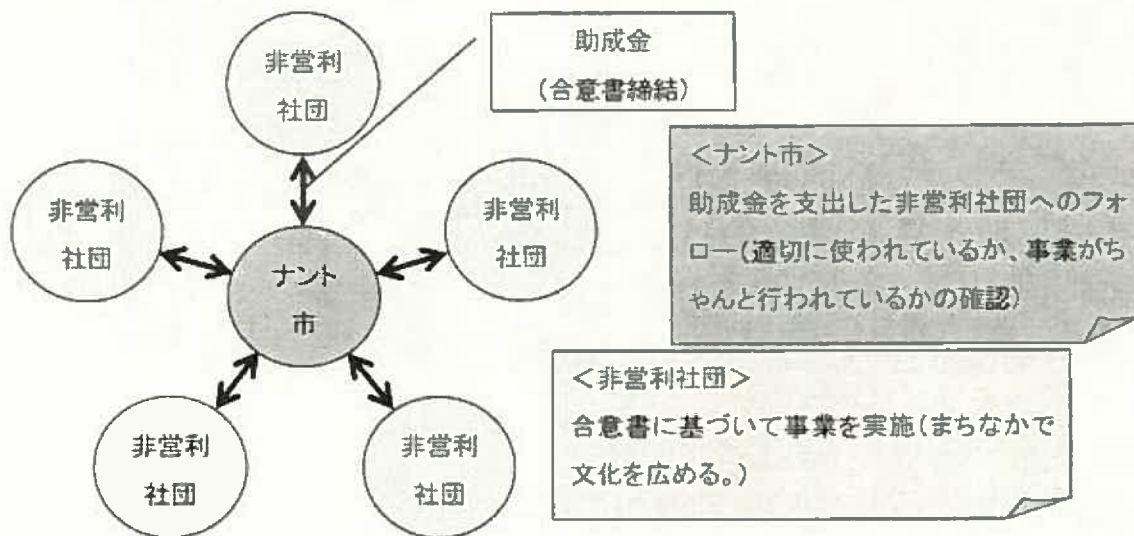 非営利
社団
助成金
(合意書締結)
非営利
社団
非営利
社団
ナント
市
非営利
社団
非営利
社団
<ナント市>
助成金を支出した非営利社団へのフォ
ロー(適切に使われているか、事業がち
ゃんと行われているかの確認)
<非営利社団>
合意書に基づいて事業を実施(まちなかで
文化を広める。)